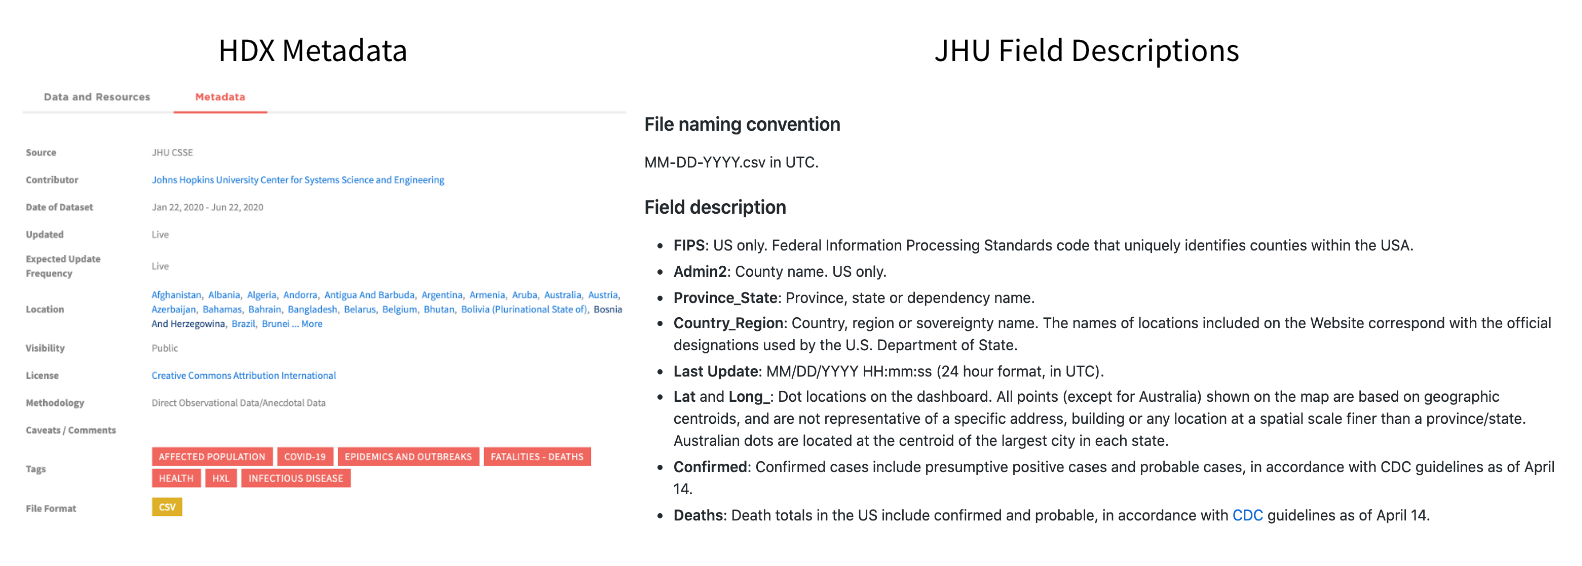 HDX Metadata
Data and Resources Metadata
Source JHU CSSE
Contributor Johns Hopkins University Center for Systems Science and Engineering
Date of Dataset Jan 22, 2020 - Jun 22, 2020
Updated Live
Expected Update
Frequency
Live
Location
Afghanistan, Albania, Algeria, Andorra, Antigua And Barbuda, Argentina, Armenia, Aruba, Australia, Austria,
Azerbaijan, Bahamas, Bahrain, Bangladesh, Belarus, Belgium, Bhutan, Bolivia (Plurinational State of), Bosnia
And Herzegowina, Brazil, Brunei ... More
Visibility Public
License Creative Commons Attribution International
Methodology Direct Observational Data/Anecdotal Data
Caveats / Comments
Tags
AFFECTED POPULATION COVID-19 EPIDEMICS AND OUTBREAKS FATALITIES - DEATHS
HEALTH HXL INFECTIOUS DISEASE
File Format CSV
JHU Field Descriptions
File naming convention
MM-DD-YYYY.csv in UTC.
Field description
• FIPS: US only. Federal Information Processing Standards code that uniquely identifies counties within the USA.
• Admin2: County name. US only.
• Province_State: Province, state or dependency name.
• Country_Region: Country, region or sovereignty name. The names of locations included on the Website correspond with the official
designations used by the U.S. Department of State.
• Last Update: MM/DD/YYYY HH:mm:ss (24 hour format, in UTC).
• Lat and Long_: Dot locations on the dashboard. All points (except for Australia) shown on the map are based on geographic
centroids, and are not representative of a specific address, building or any location at a spatial scale finer than a province/state.
Australian dots are located at the centroid of the largest city in each state.
• Confirmed: Confirmed cases include presumptive positive cases and probable cases, in accordance with CDC guidelines as of April
14.
• Deaths: Death totals in the US include confirmed and probable, in accordance with CDC guidelines as of April 14.